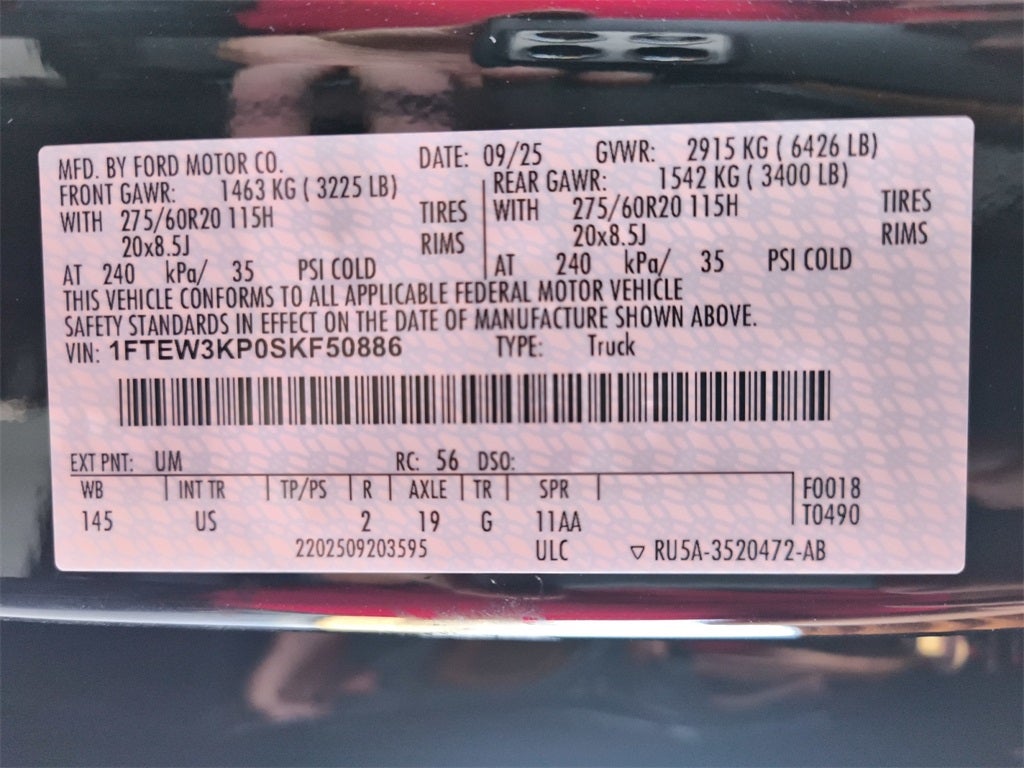 MFD. BY FORD MOTOR CO. DATE: 09/25 GVWR: 2915 KG ( 6426 LB)
FRONT GAWR: 1463 KG ( 3225 LB) REAR GAWR: 1542 KG ( 3400 LB)
WITH 275/60R20 115H TIRES WITH 275/60R20 115H TIRES
20x8.5J RIMS 20x8.5J RIMS
AT 240 kPa/ 35 PSI COLD AT 240 kPa/ 35 PSI COLD
THIS VEHICLE CONFORMS TO ALL APPLICABLE FEDERAL MOTOR VEHICLE
SAFETY STANDARDS IN EFFECT ON THE DATE OF MANUFACTURE SHOWN ABOVE.
VIN: 1FTEW3KP0SKF50886 TYPE: Truck
EXT PNT: UM RC: 56 DSO:
WB INT TR TP/PS R AXLE TR SPR F0018
145 US 2 19 G 11AA T0490
2202509203595 ULC ▽ RU5A-3520472-AB